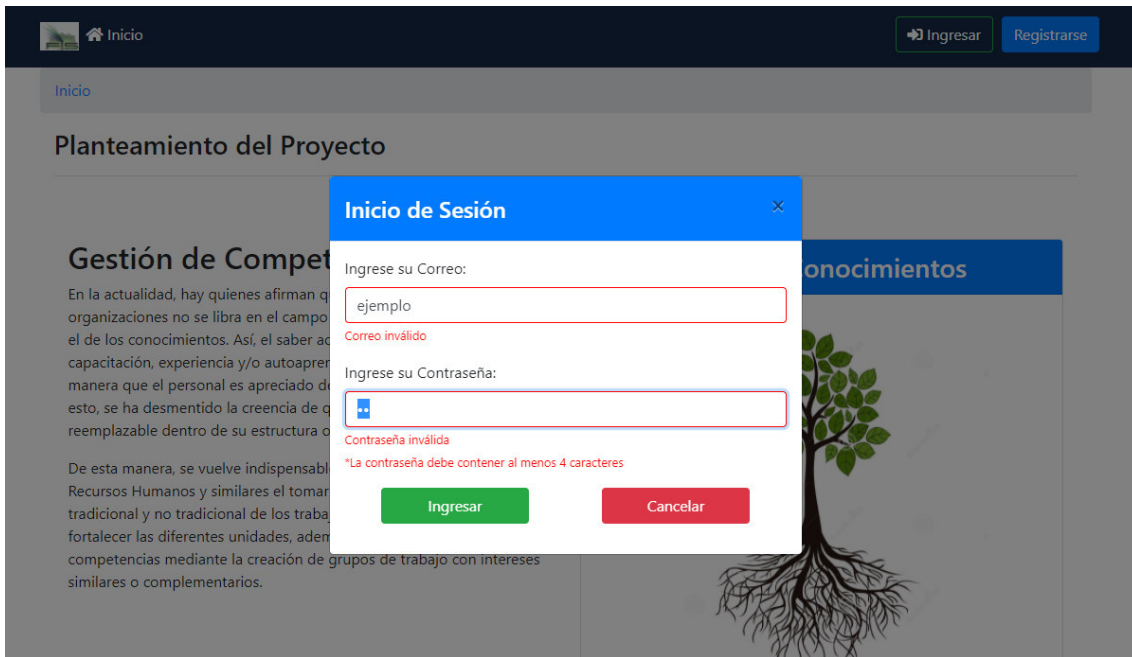 Inicio
Ingresar
Registrarse
Inicio
Planteamiento del Proyecto
Inicio de Sesión
×
Ingrese su Correo:
ejemplo
Correo inválido
Ingrese su Contraseña:
••
Contraseña inválida
*La contraseña debe contener al menos 4 caracteres
Ingresar
Cancelar
Gestión de Compet
En la actualidad, hay quienes afirman q
organizaciones no se libra en el campo
el de los conocimientos. Así, el saber ac
capacitación, experiencia y/o autoapren
manera que el personal es apreciado de
esto, se ha desmentido la creencia de q
reemplazable dentro de su estructura o
De esta manera, se vuelve indispensabl
Recursos Humanos y similares el tomar
tradicional y no tradicional de los traba
fortalecer las diferentes unidades, adem
competencias mediante la creación de grupos de trabajo con intereses
similares o complementarios.
onocimientos